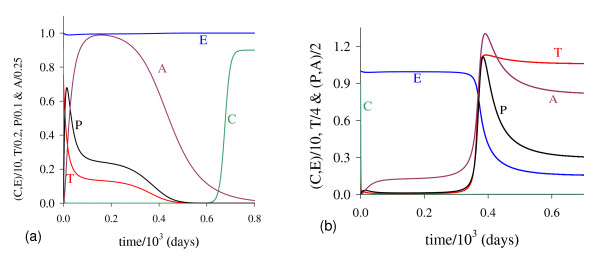 (C,E)/10, T/0.2, P/0.1 & A/0.25
1.0
0.8
0.6
0.4
0.2
0.0
E
A
P
T
C
0.0 0.2 0.4 0.6 0.8
time/10³ (days)
(a)
(C,E)/10, T/4 & (P,A)/2
1.2
0.9
0.6
0.3
0.0
T
E
C
A
P
0.0 0.2 0.4 0.6
time/10³ (days)
(b)